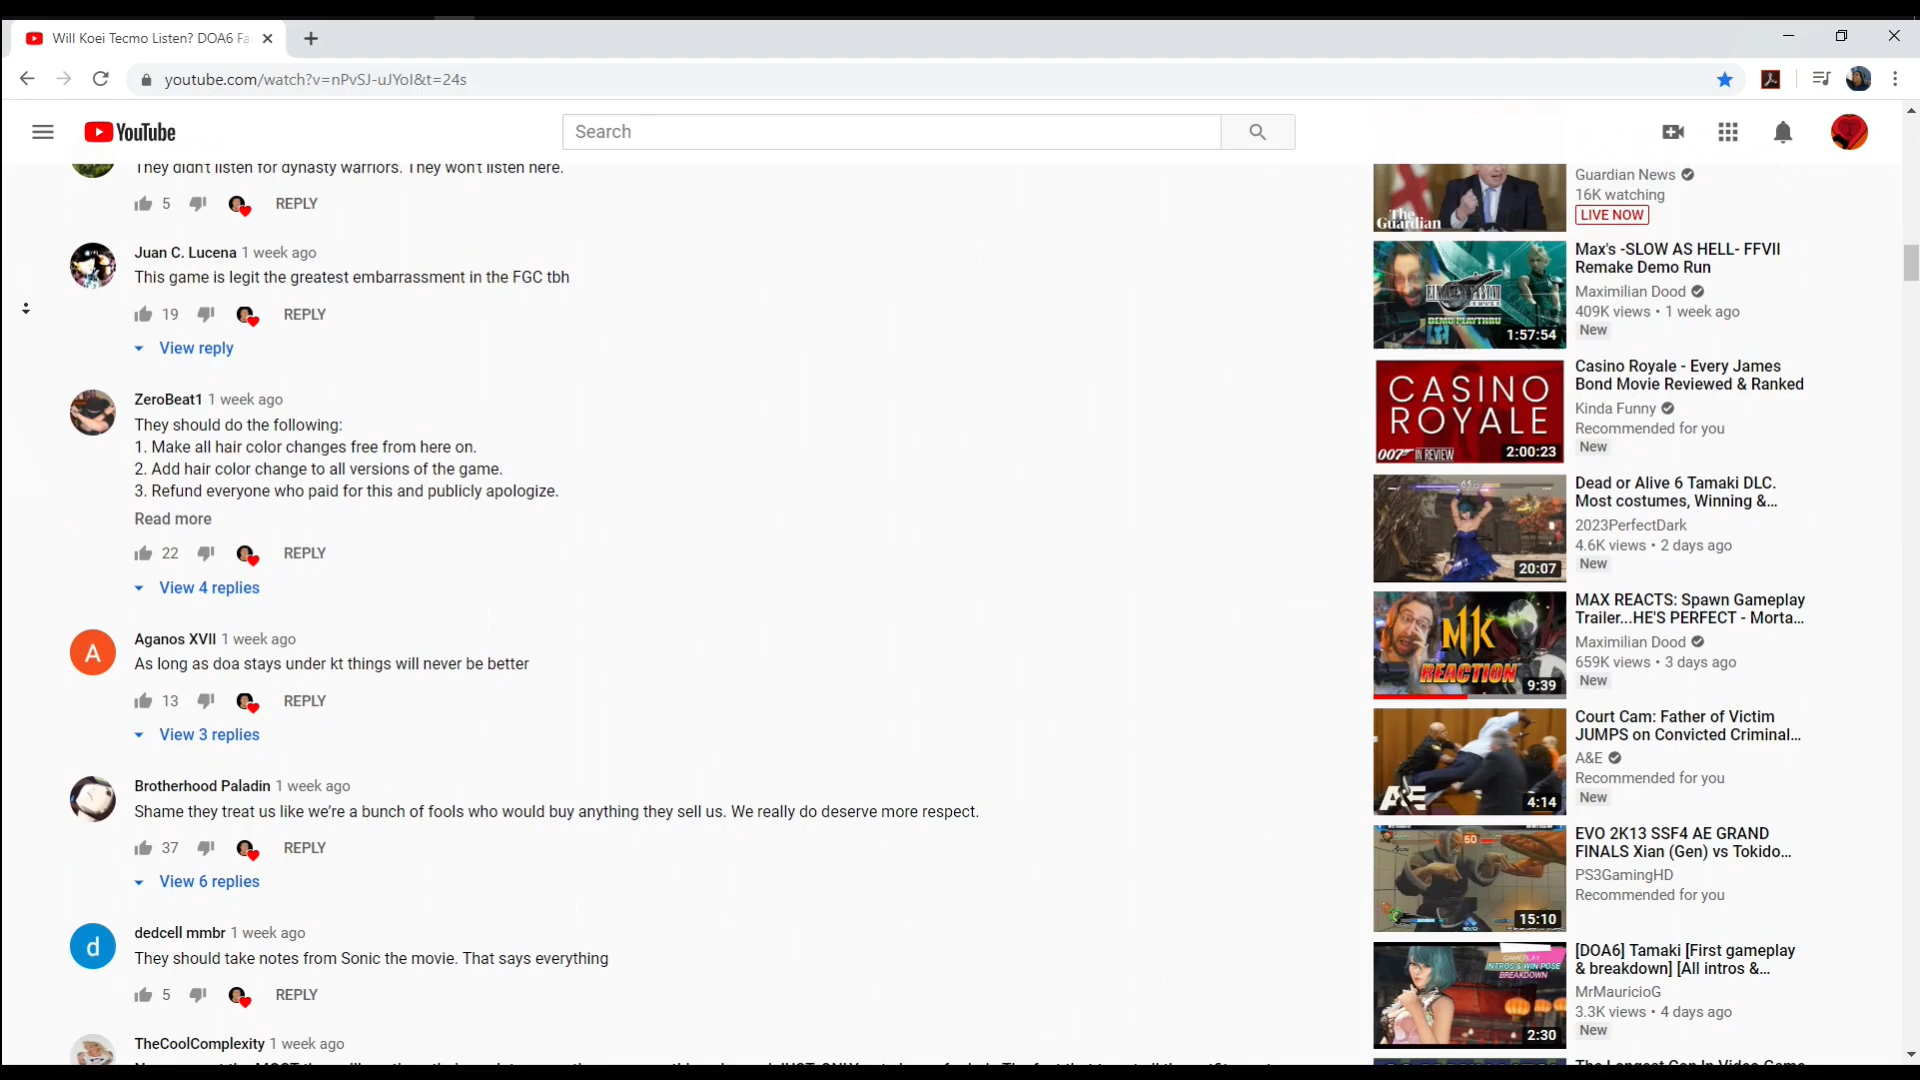 Will Koei Tecmo Listen? DOA6 Fa
youtube.com/watch?v=nPvSJ-uJYoI&t=24s
YouTube
Search
They didn't listen for dynasty warriors. They won't listen here.
5
REPLY
Juan C. Lucena 1 week ago
This game is legit the greatest embarrassment in the FGC tbh
19
REPLY
View reply
ZeroBeat1 1 week ago
They should do the following:
1. Make all hair color changes free from here on.
2. Add hair color change to all versions of the game.
3. Refund everyone who paid for this and publicly apologize.
Read more
22
REPLY
View 4 replies
A
Aganos XVII 1 week ago
As long as doa stays under kt things will never be better
13
REPLY
View 3 replies
Brotherhood Paladin 1 week ago
Shame they treat us like we're a bunch of fools who would buy anything they sell us. We really do deserve more respect.
37
REPLY
View 6 replies
d
dedcell mmbr 1 week ago
They should take notes from Sonic the movie. That says everything
5
REPLY
TheCoolComplexity 1 week ago
The
Guardian
Guardian News
16K watching
LIVE NOW
DEMO PLAYTHRU
1:57:54
Max's -SLOW AS HELL- FFVII
Remake Demo Run
Maximilian Dood
409K views • 1 week ago
New
CASINO
ROYALE
007 IN REVIEW
2:00:23
Casino Royale - Every James
Bond Movie Reviewed & Ranked
Kinda Funny
Recommended for you
New
20:07
Dead or Alive 6 Tamaki DLC.
Most costumes, Winning &...
2023PerfectDark
4.6K views • 2 days ago
New
MK
REACTION
9:39
MAX REACTS: Spawn Gameplay
Trailer...HE'S PERFECT - Morta...
Maximilian Dood
659K views • 3 days ago
New
A&E
4:14
Court Cam: Father of Victim
JUMPS on Convicted Criminal...
A&E
Recommended for you
New
50
15:10
EVO 2K13 SSF4 AE GRAND
FINALS Xian (Gen) vs Tokido...
PS3GamingHD
Recommended for you
GAMEPLAY
INTROS & WIN POSE
BREAKDOWN
2:30
[DOA6] Tamaki [First gameplay
& breakdown] [All intros &...
MrMauricioG
3.3K views • 4 days ago
New